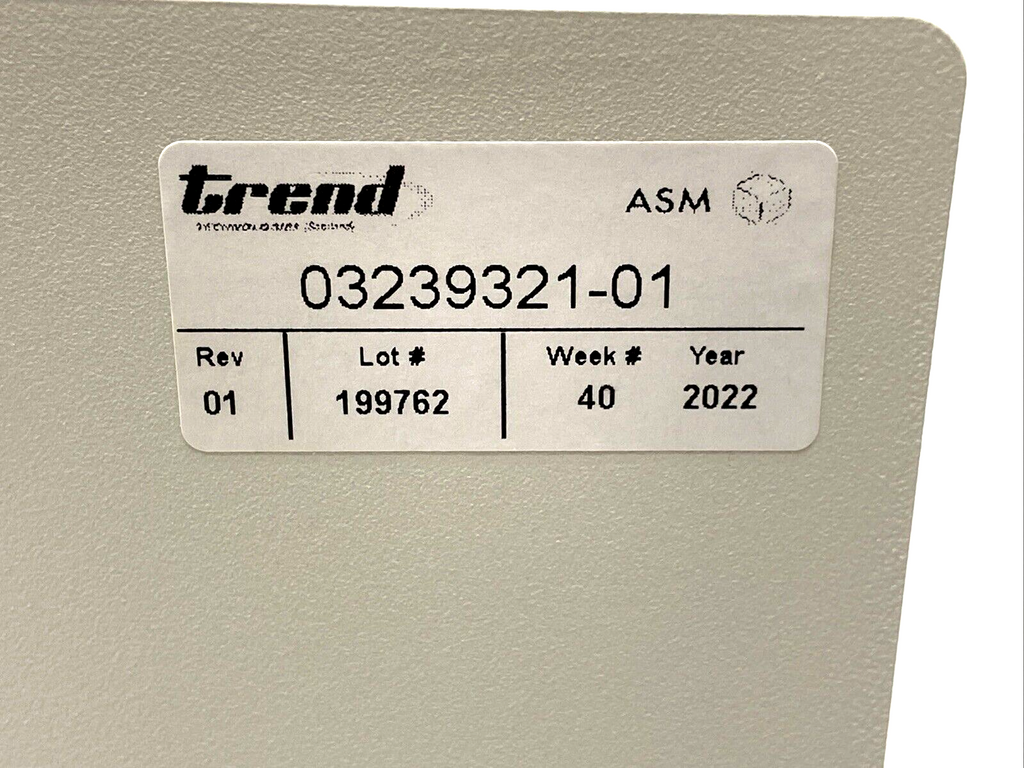 trend
ASM
03239321-01
Rev Lot # Week # Year
01 199762 40 2022